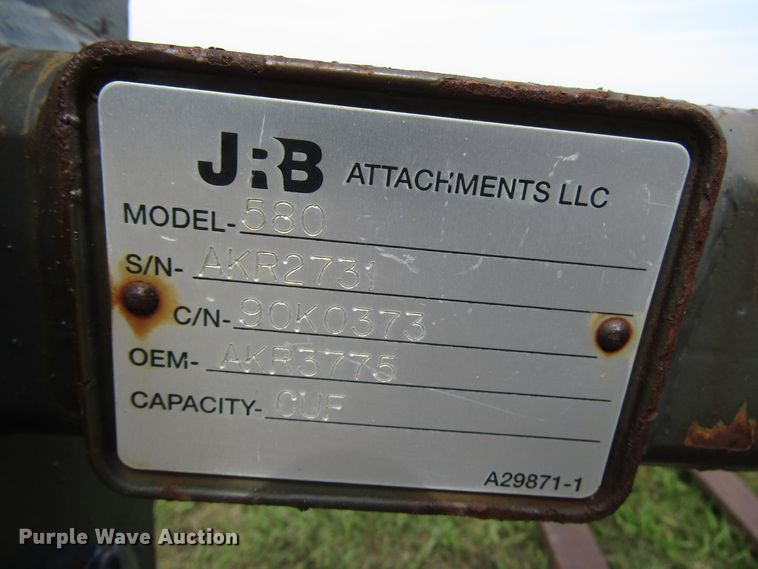 JRB ATTACHMENTS LLC
MODEL- 580
S/N- AKR2731
C/N- 90K0373
OEM- AKR3775
CAPACITY- CUF
A29871-1
Purple Wave Auction®